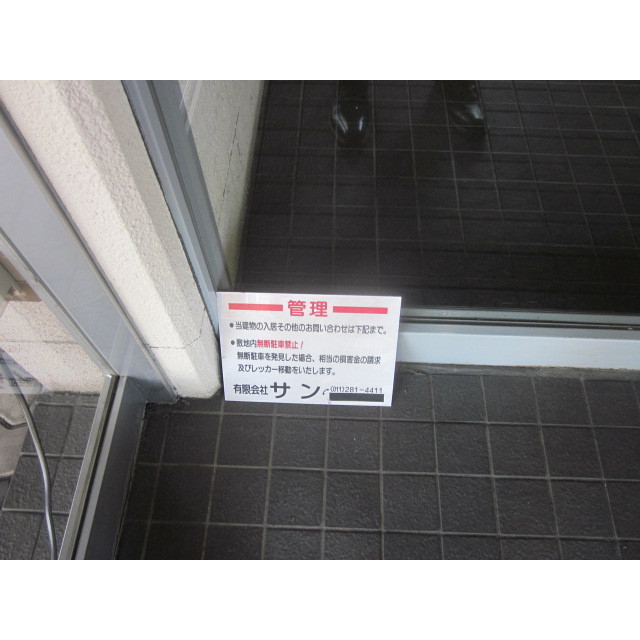 管理
●当建物の入居その他のお問い合わせは下記まで。
●敷地内無断駐車禁止!
無断駐車を発見した場合、相当の損害金の請求
及びレッカー移動をいたします。
有限会社サン (011)281-4411